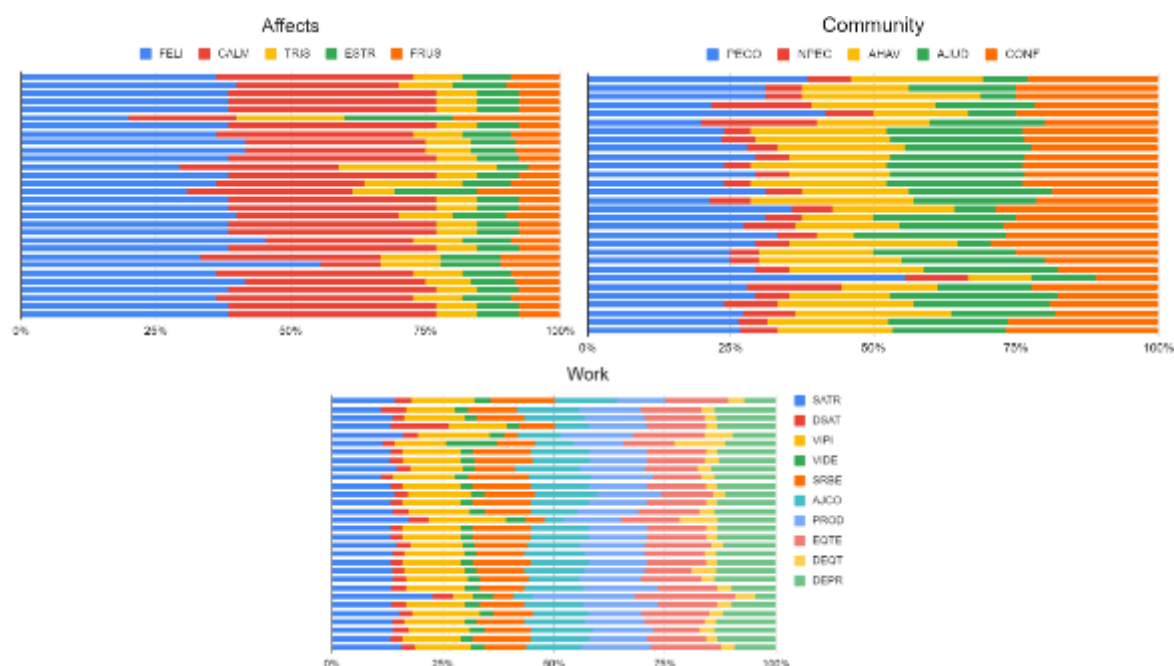 Affects
FELI CALM TRIS ESTR FRUS
0% 25% 50% 75% 100%
Community
PECO NPEC AHAV AJUD CONF
0% 25% 50% 75% 100%
Work
SATR
DSAT
VIPI
VIDE
SRBE
AJCO
PROD
EQTE
DEQT
DEPR
0% 25% 50% 75% 100%